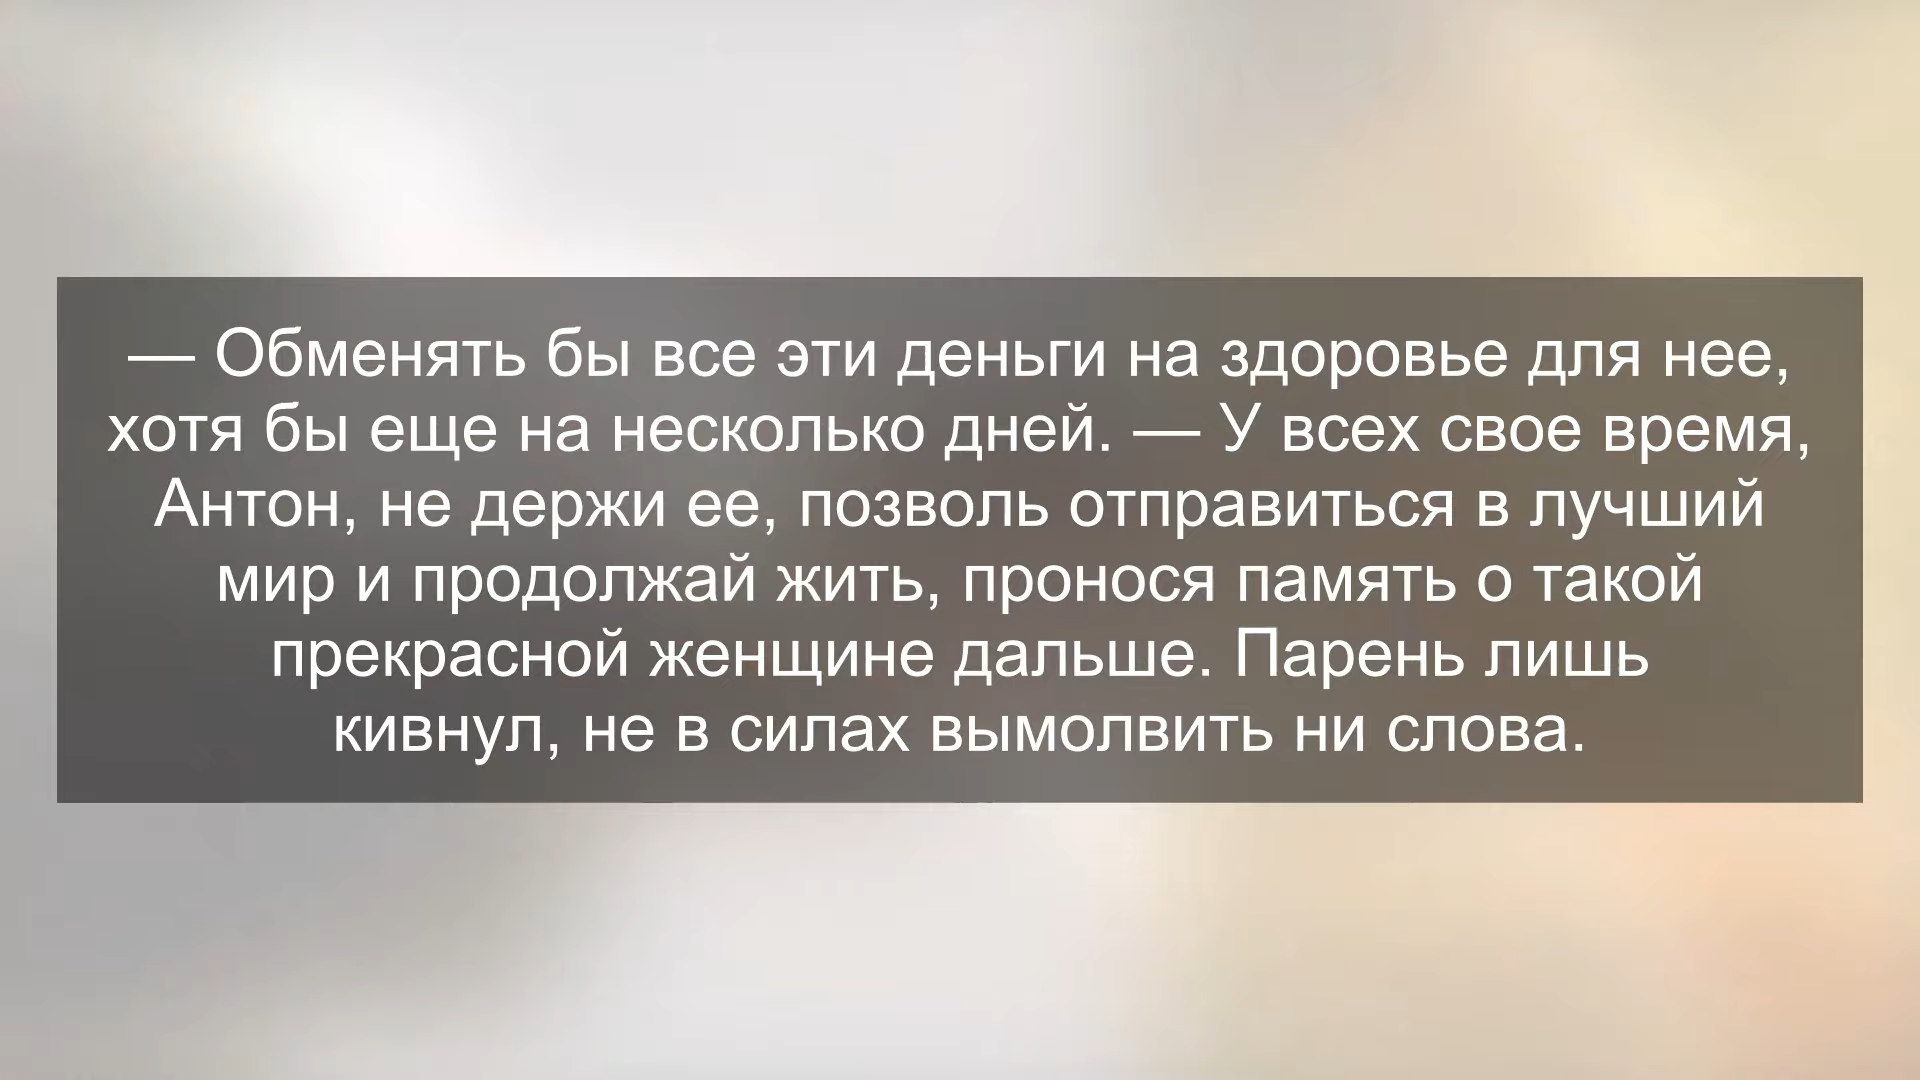 — Обменять бы все эти деньги на здоровье для нее,
хотя бы еще на несколько дней. — У всех свое время,
Антон, не держи ее, позволь отправиться в лучший
мир и продолжай жить, пронося память о такой
прекрасной женщине дальше. Парень лишь
кивнул, не в силах вымолвить ни слова.